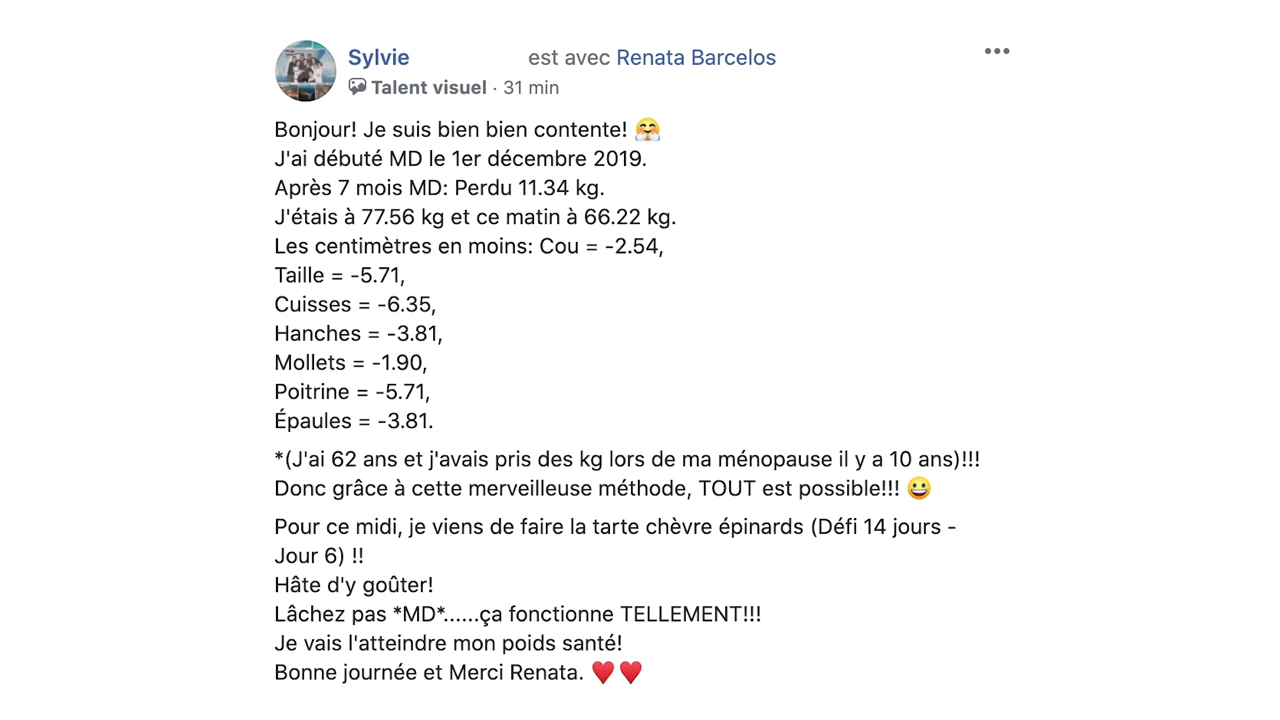 Sylvie est avec Renata Barcelos
Talent visuel · 31 min
Bonjour! Je suis bien bien contente! 🤗
J'ai débuté MD le 1er décembre 2019.
Après 7 mois MD: Perdu 11.34 kg.
J'étais à 77.56 kg et ce matin à 66.22 kg.
Les centimètres en moins: Cou = -2.54,
Taille = -5.71,
Cuisses = -6.35,
Hanches = -3.81,
Mollets = -1.90,
Poitrine = -5.71,
Épaules = -3.81.
*(J'ai 62 ans et j'avais pris des kg lors de ma ménopause il y a 10 ans)!!!
Donc grâce à cette merveilleuse méthode, TOUT est possible!!! 😀
Pour ce midi, je viens de faire la tarte chèvre épinards (Défi 14 jours -
Jour 6) !!
Hâte d'y goûter!
Lâchez pas *MD*......ça fonctionne TELLEMENT!!!
Je vais l'atteindre mon poids santé!
Bonne journée et Merci Renata. ♥️♥️